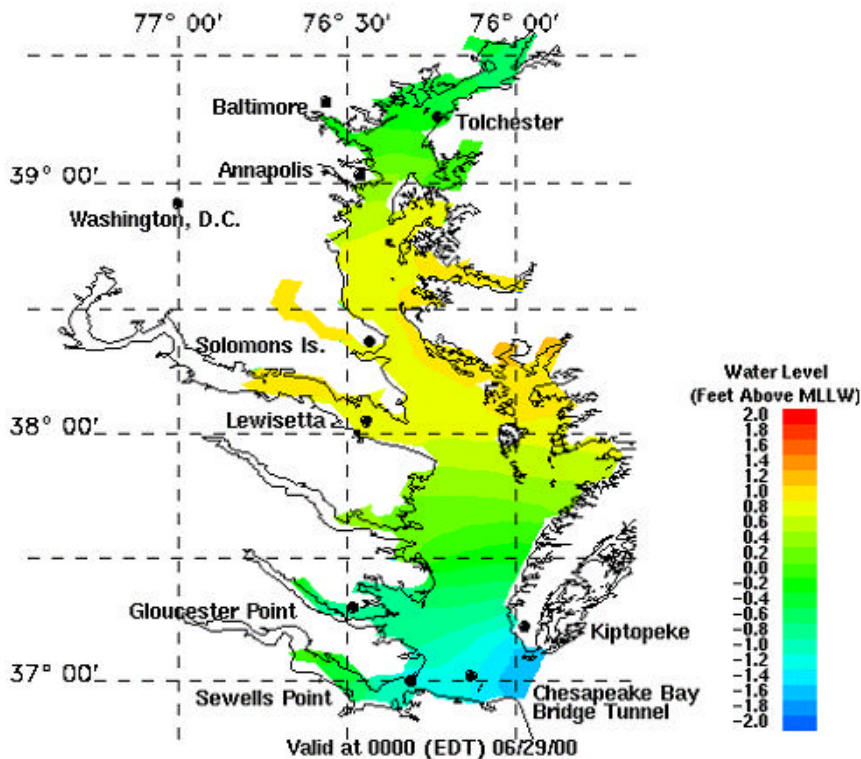 77° 00'
76° 30'
76° 00'
Baltimore
Tolchester
39° 00'
Annapolis
Washington, D.C.
Solomons Is.
Water Level
(Feet Above MLLW)
Lewisetta
38° 00'
2.0
1.8
1.6
1.4
1.2
1.0
0.8
0.6
0.4
0.2
0.0
-0.2
-0.4
-0.6
-0.8
-1.0
-1.2
-1.4
-1.6
-1.8
-2.0
Gloucester Point
Kiptopeke
37° 00'
Sewells Point
Chesapeake Bay
Bridge Tunnel
Valid at 0000 (EDT) 06/29/00